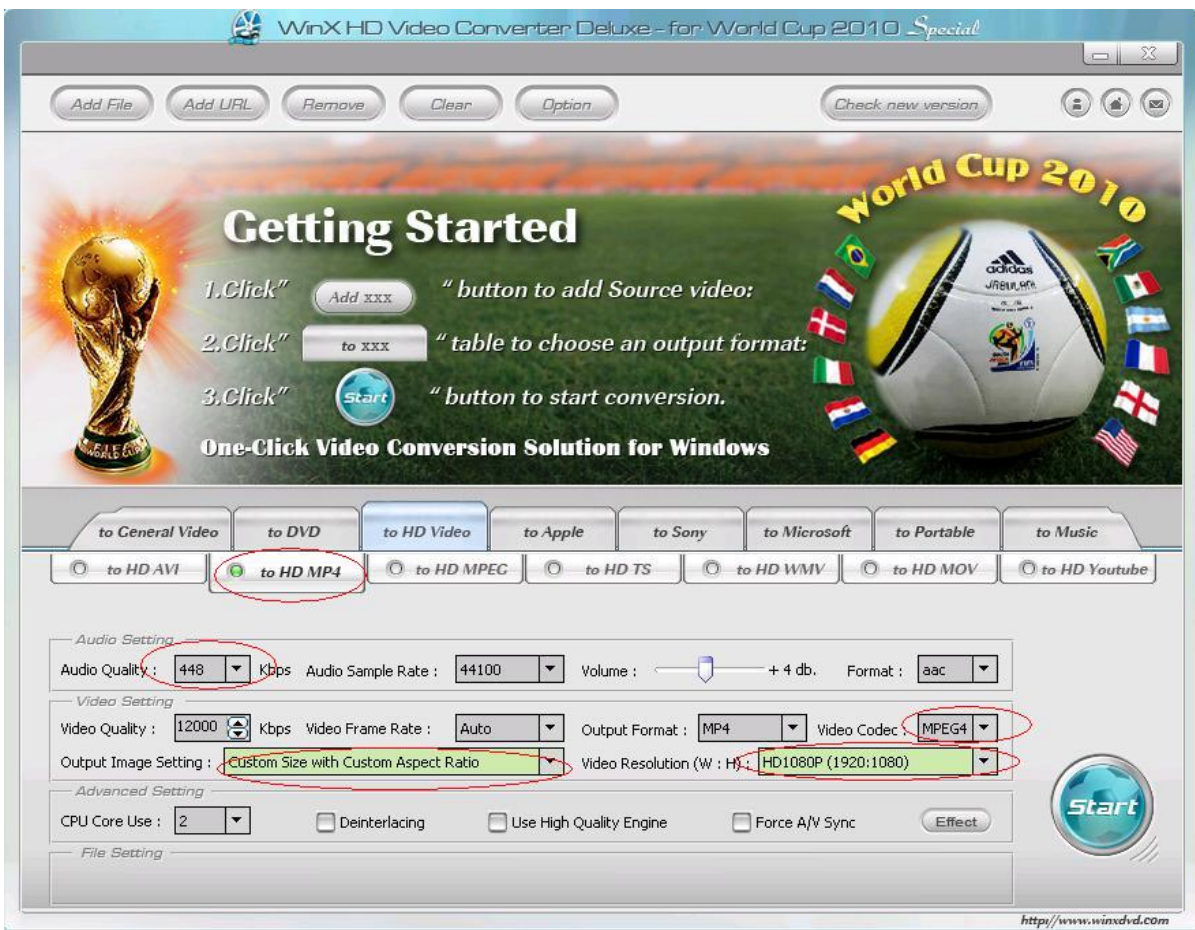 WinX HD Video Converter Deluxe - for World Cup 2010 Special
Add File Add URL Remove Clear Option Check new version
World Cup 2010
Getting Started
1.Click" Add xxx " button to add Source video:
2.Click" to xxx " table to choose an output format:
3.Click" Start " button to start conversion.
One-Click Video Conversion Solution for Windows
adidas
JABULANI
FIFA
WORLD CUP
to General Video to DVD to HD Video to Apple to Sony to Microsoft to Portable to Music
to HD AVI to HD MP4 to HD MPEG to HD TS to HD WMV to HD MOV to HD Youtube
Audio Setting
Audio Quality : 448 Kbps Audio Sample Rate : 44100 Volume : + 4 db. Format : aac
Video Setting
Video Quality : 12000 Kbps Video Frame Rate : Auto Output Format : MP4 Video Codec : MPEG4
Output Image Setting : Custom Size with Custom Aspect Ratio Video Resolution (W : H) : HD1080P (1920:1080)
Advanced Setting
CPU Core Use : 2 Deinterlacing Use High Quality Engine Force A/V Sync Effect
Start
File Setting
http://www.winxdvd.com